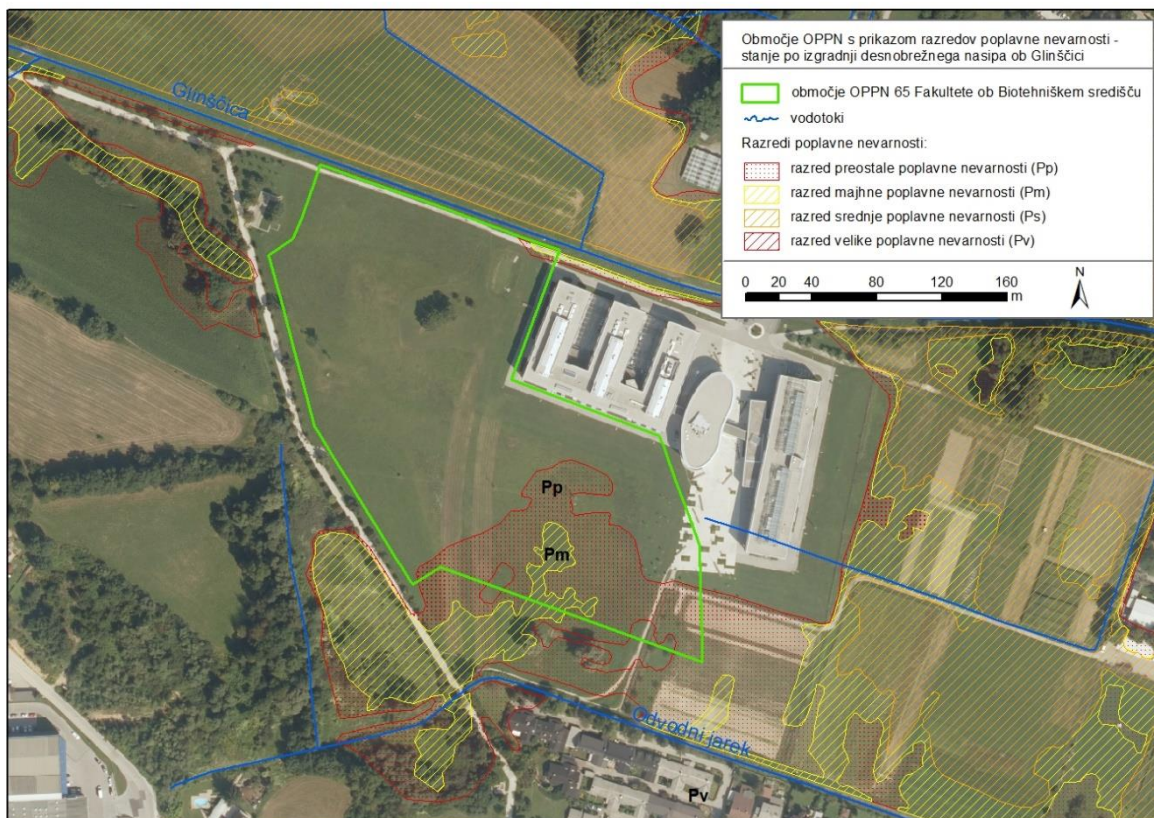 Območje OPPN s prikazom razredov poplavne nevarnosti -
stanje po izgradnji desnobrežnega nasipa ob Glinščici
območje OPPN 65 Fakultete ob Biotehniškem središču
vodotoki
Razredi poplavne nevarnosti:
razred preostale poplavne nevarnosti (Pp)
razred majhne poplavne nevarnosti (Pm)
razred srednje poplavne nevarnosti (Ps)
razred velike poplavne nevarnosti (Pv)
0 20 40 80 120 160
m
N
Glinščica
Pp
Pm
Odvodni jarek
Pv